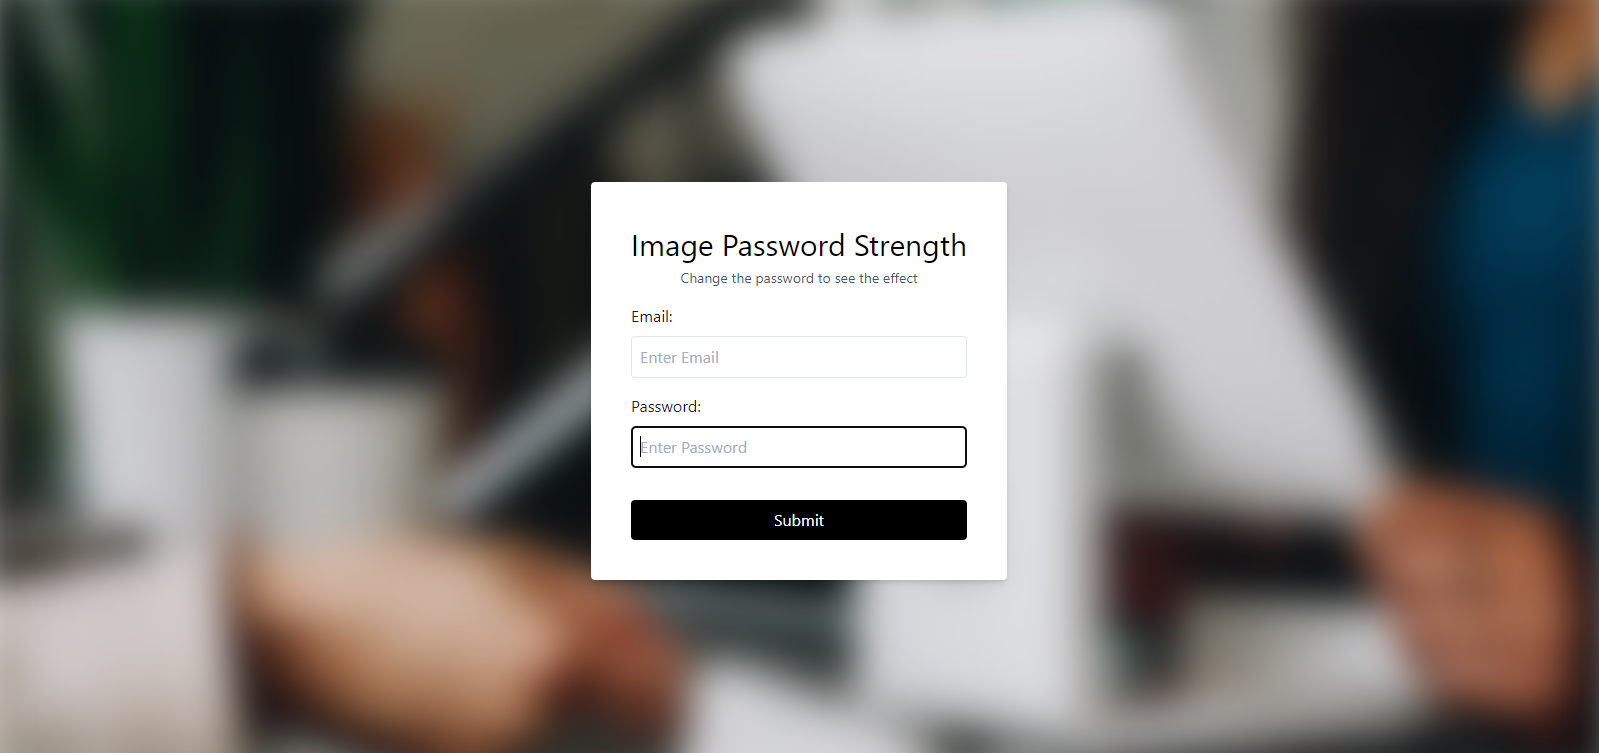 Image Password Strength
Change the password to see the effect
Email:
Enter Email
Password:
Enter Password
Submit